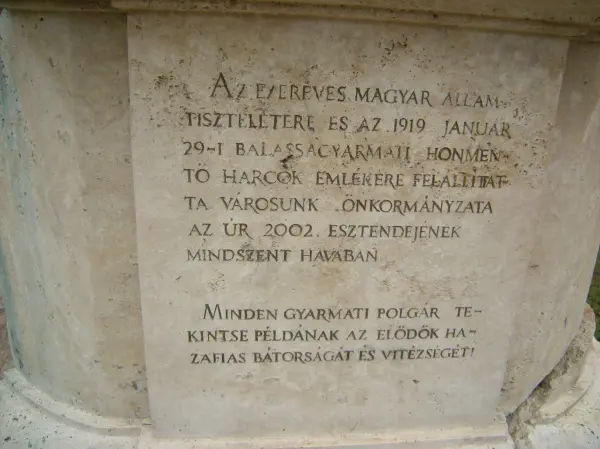 AZ EZERÉVES MAGYAR ÁLLAM
TISZTELETÉRE ÉS AZ 1919 JANUÁR
29-I BALASSAGYARMATI HONMEN-
TŐ HARCOK EMLÉKÉRE FELÁLLÍTAT-
TA VÁROSUNK ÖNKORMÁNYZATA
AZ ÚR 2002. ESZTENDEJÉNEK
MINDSZENT HAVÁBAN
MINDEN GYARMATI POLGÁR TE-
KINTSE PÉLDÁNAK AZ ELŐDÖK HA-
ZAFIAS BÁTORSÁGÁT ÉS VITÉZSÉGÉT!